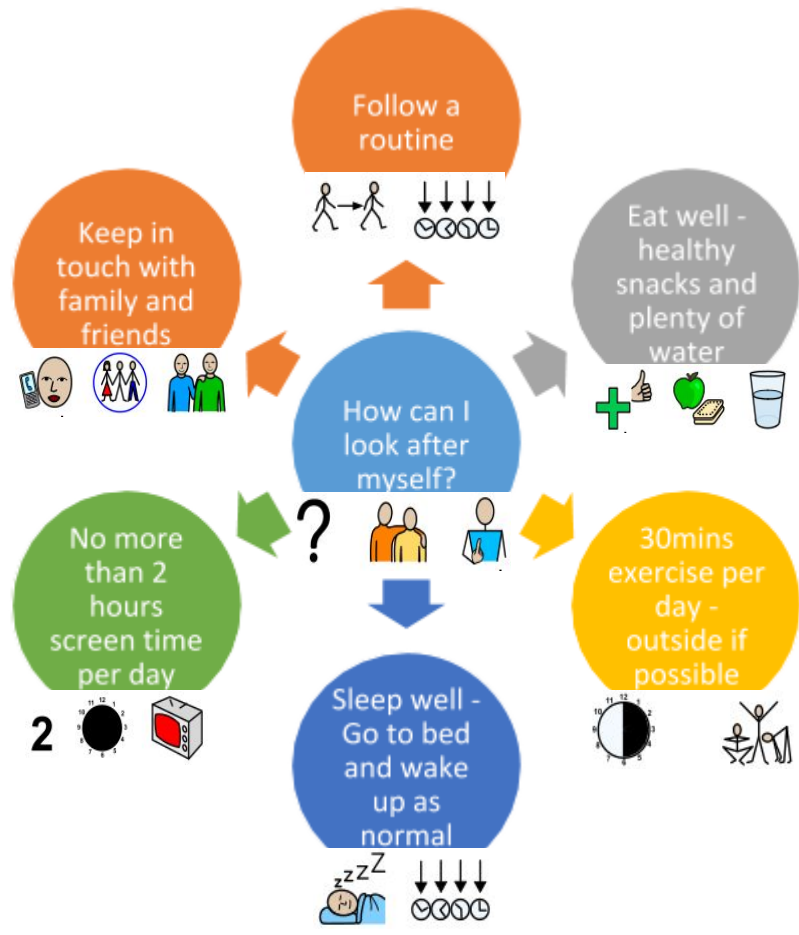 Follow a
routine
Keep in
touch with
family and
friends
Eat well -
healthy
snacks and
plenty of
water
How can I
look after
myself?
?
No more
than 2
hours
screen time
per day
2
30mins
exercise per
day -
outside if
possible
Sleep well -
Go to bed
and wake
up as
normal
zzzZ